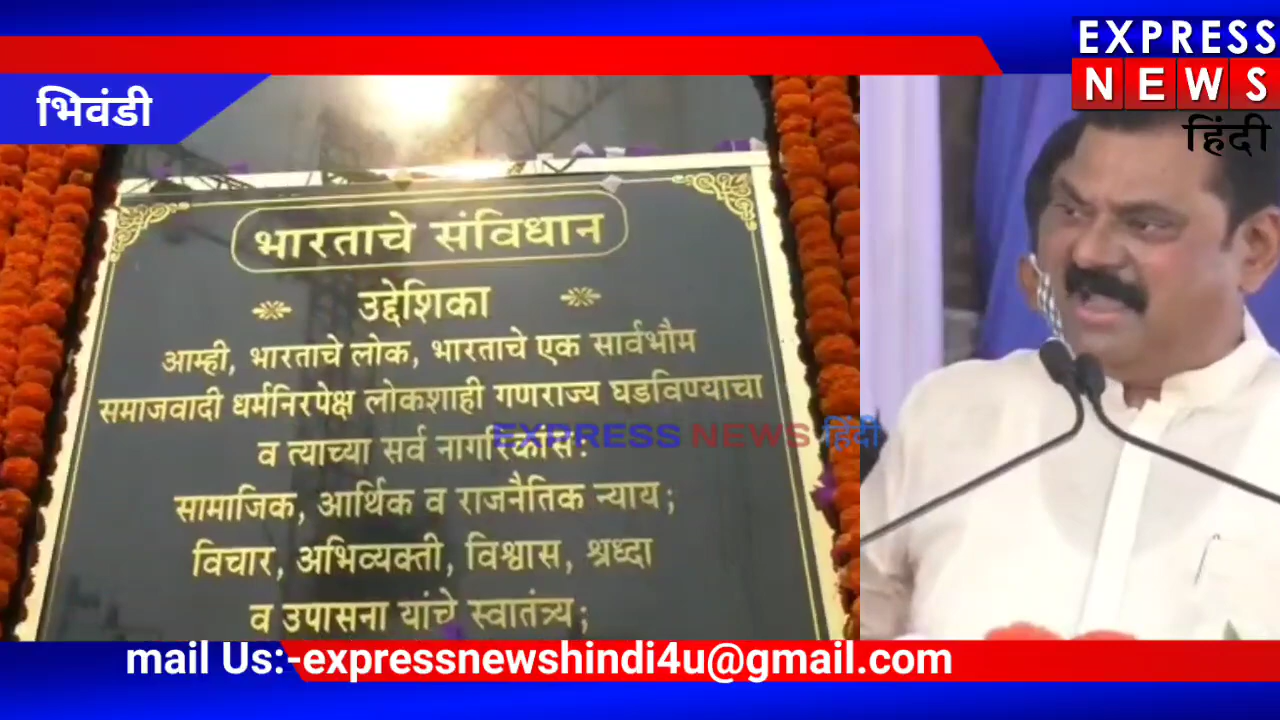 EXPRESS
NEWS
हिंदी
भिवंडी
भारताचे संविधान
उद्देशिका
आम्ही, भारताचे लोक, भारताचे एक सार्वभौम
समाजवादी धर्मनिरपेक्ष लोकशाही गणराज्य घडविण्याचा
व त्याच्या सर्व नागरिकांस:
EXPRESS NEWS हिंदी
सामाजिक, आर्थिक व राजनैतिक न्याय;
विचार, अभिव्यक्ती, विश्वास, श्रध्दा
व उपासना यांचे स्वातंत्र्य;
mail Us:-expressnewshindi4u@gmail.com